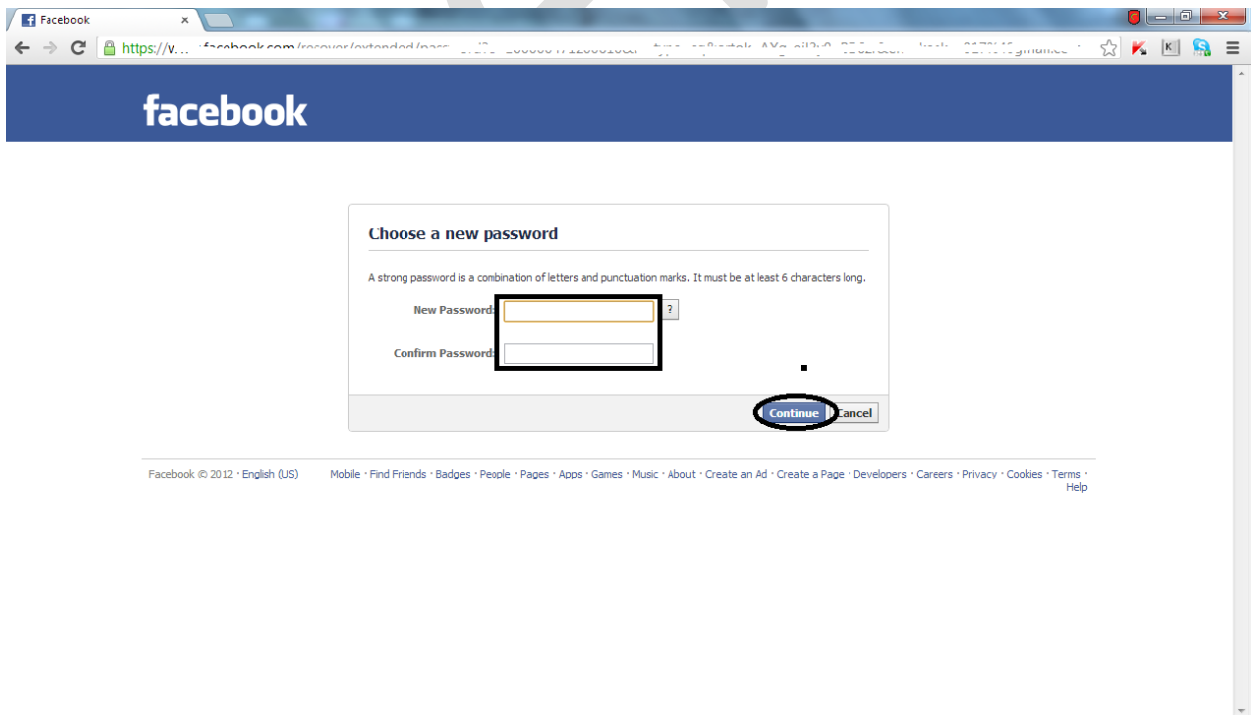 Facebook
https://
facebook
Choose a new password
A strong password is a combination of letters and punctuation marks. It must be at least 6 characters long.
New Password:
?
Confirm Password:
Continue Cancel
Facebook © 2012 · English (US) Mobile · Find Friends · Badges · People · Pages · Apps · Games · Music · About · Create an Ad · Create a Page · Developers · Careers · Privacy · Cookies · Terms ·
Help